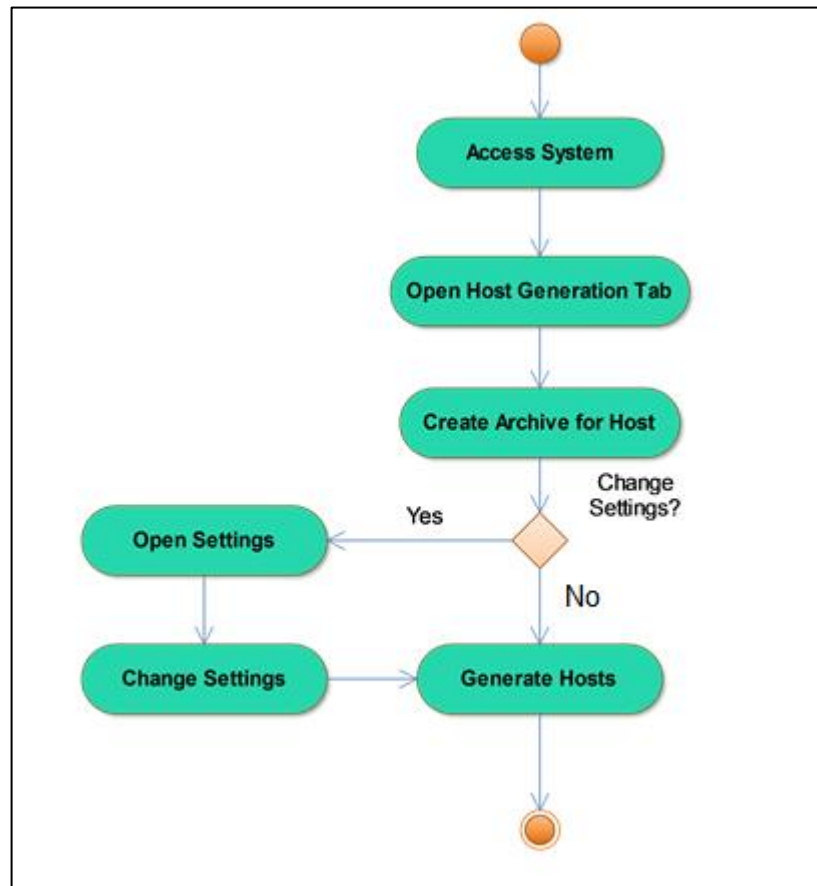 Access System
Open Host Generation Tab
Create Archive for Host
Change
Settings?
Yes
Open Settings
No
Change Settings
Generate Hosts